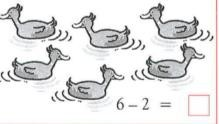 6 – 2 =